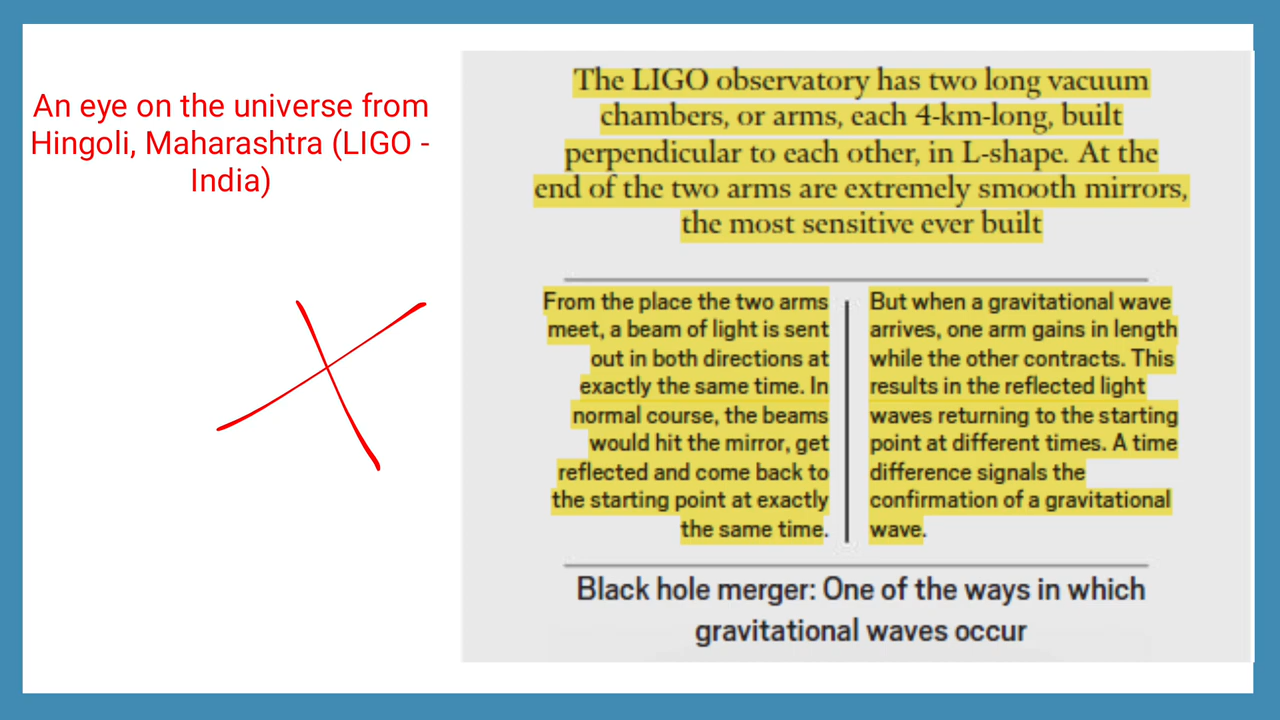 An eye on the universe from
Hingoli, Maharashtra (LIGO -
India)
The LIGO observatory has two long vacuum
chambers, or arms, each 4-km-long, built
perpendicular to each other, in L-shape. At the
end of the two arms are extremely smooth mirrors,
the most sensitive ever built
From the place the two arms
meet, a beam of light is sent
out in both directions at
exactly the same time. In
normal course, the beams
would hit the mirror, get
reflected and come back to
the starting point at exactly
the same time.
But when a gravitational wave
arrives, one arm gains in length
while the other contracts. This
results in the reflected light
waves returning to the starting
point at different times. A time
difference signals the
confirmation of a gravitational
wave.
Black hole merger: One of the ways in which
gravitational waves occur